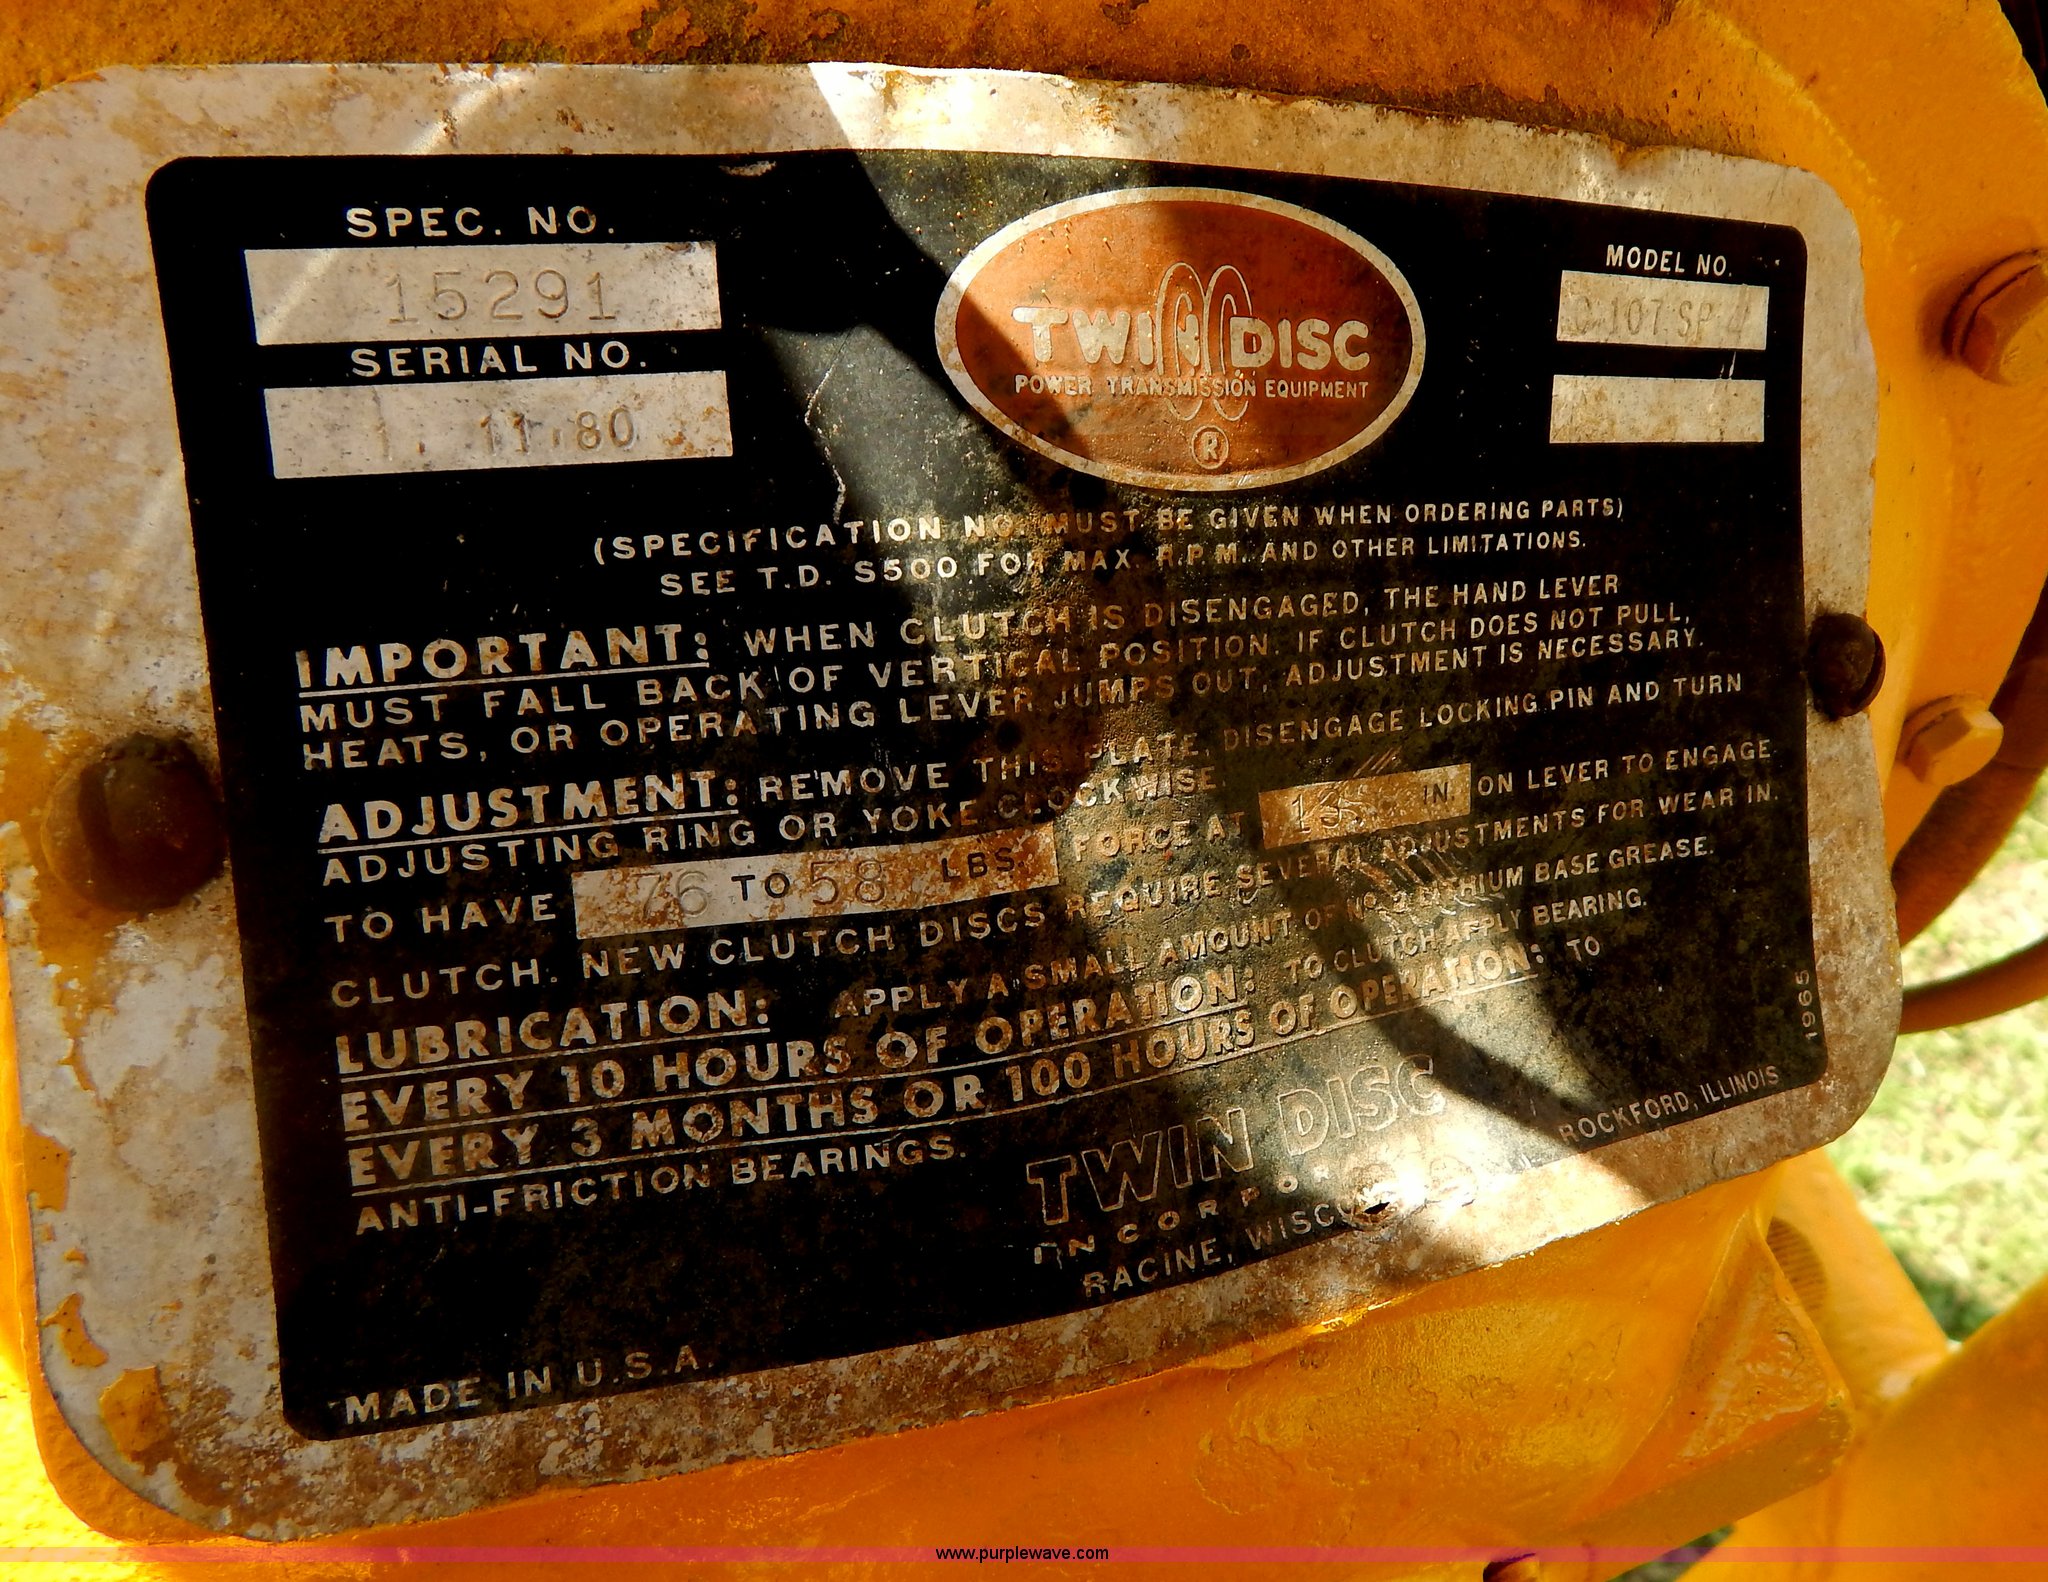 SPEC. NO.
15291
SERIAL NO.
11 80
TWIN DISC
POWER TRANSMISSION EQUIPMENT
®
MODEL NO.
C 107 SP 4
(SPECIFICATION NO. MUST BE GIVEN WHEN ORDERING PARTS)
SEE T.D. S500 FOR MAX. R.P.M. AND OTHER LIMITATIONS.
IMPORTANT: WHEN CLUTCH IS DISENGAGED, THE HAND LEVER
MUST FALL BACK OF VERTICAL POSITION. IF CLUTCH DOES NOT PULL,
HEATS, OR OPERATING LEVER JUMPS OUT, ADJUSTMENT IS NECESSARY.
ADJUSTMENT: REMOVE THIS PLATE, DISENGAGE LOCKING PIN AND TURN
ADJUSTING RING OR YOKE CLOCKWISE
TO HAVE 76 TO 58 LBS. FORCE AT IN. ON LEVER TO ENGAGE
CLUTCH. NEW CLUTCH DISCS REQUIRE SEVERAL ADJUSTMENTS FOR WEAR IN.
LUBRICATION: APPLY A SMALL AMOUNT OF Nº 2 LITHIUM BASE GREASE.
EVERY 10 HOURS OF OPERATION: TO CLUTCH APPLY BEARING.
EVERY 3 MONTHS OR 100 HOURS OF OPERATION: TO
ANTI-FRICTION BEARINGS.
TWIN DISC
RACINE,
ROCKFORD, ILLINOIS
1965
MADE IN U.S.A.
www.purplewave.com